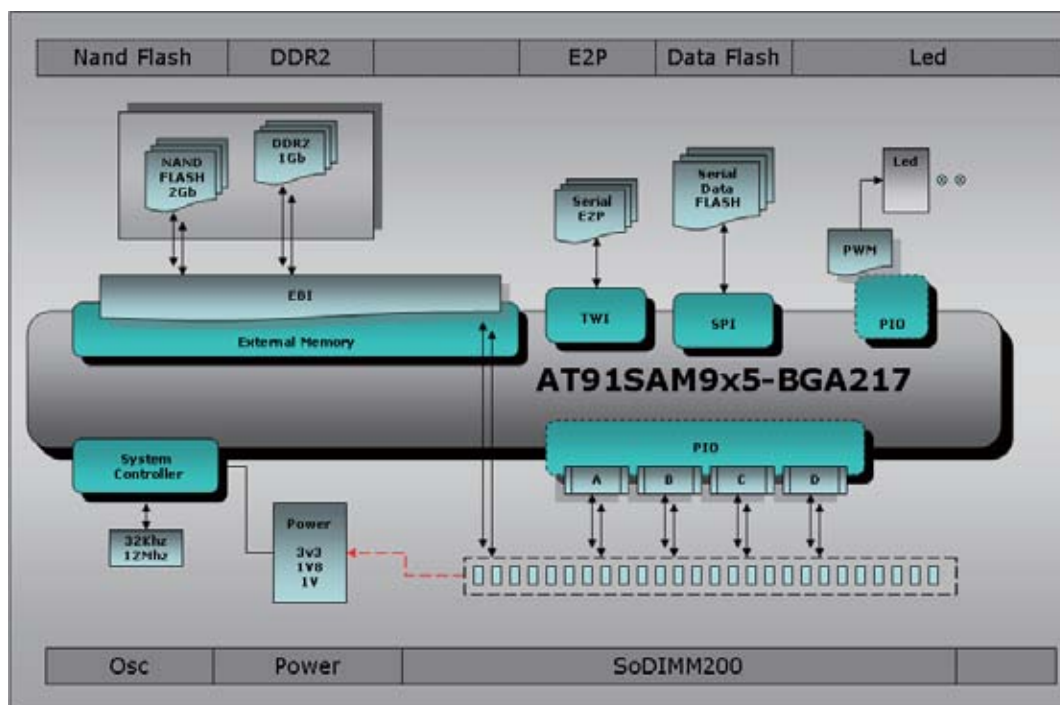 Nand Flash DDR2 E2P Data Flash Led
NAND
FLASH
2Gb
DDR2
1Gb
Serial
E2P
Serial
Data
FLASH
Led
PWM
EBI
External Memory
TWI
SPI
PIO
AT91SAM9x5-BGA217
System
Controller
PIO
A B C D
32Khz
12Mhz
Power
3v3
1V8
1V
Osc Power SoDIMM200